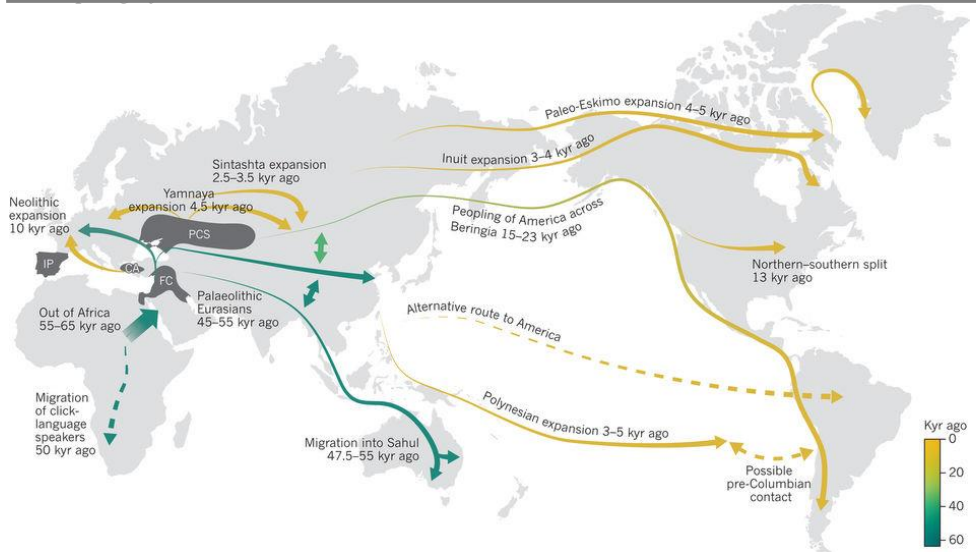 Paleo-Eskimo expansion 4–5 kyr ago
Inuit expansion 3–4 kyr ago
Sintashta expansion
2.5–3.5 kyr ago
Yamnaya
expansion 4.5 kyr ago
Neolithic
expansion
10 kyr ago
PCS
Peopling of America across
Beringia 15–23 kyr ago
IP
CA
FC
Northern–southern split
13 kyr ago
Out of Africa
55–65 kyr ago
Palaeolithic
Eurasians
45–55 kyr ago
Alternative route to America
Migration
of click-
language
speakers
50 kyr ago
Polynesian expansion 3–5 kyr ago
Migration into Sahul
47.5–55 kyr ago
Possible
pre-Columbian
contact
Kyr ago
0
20
40
60